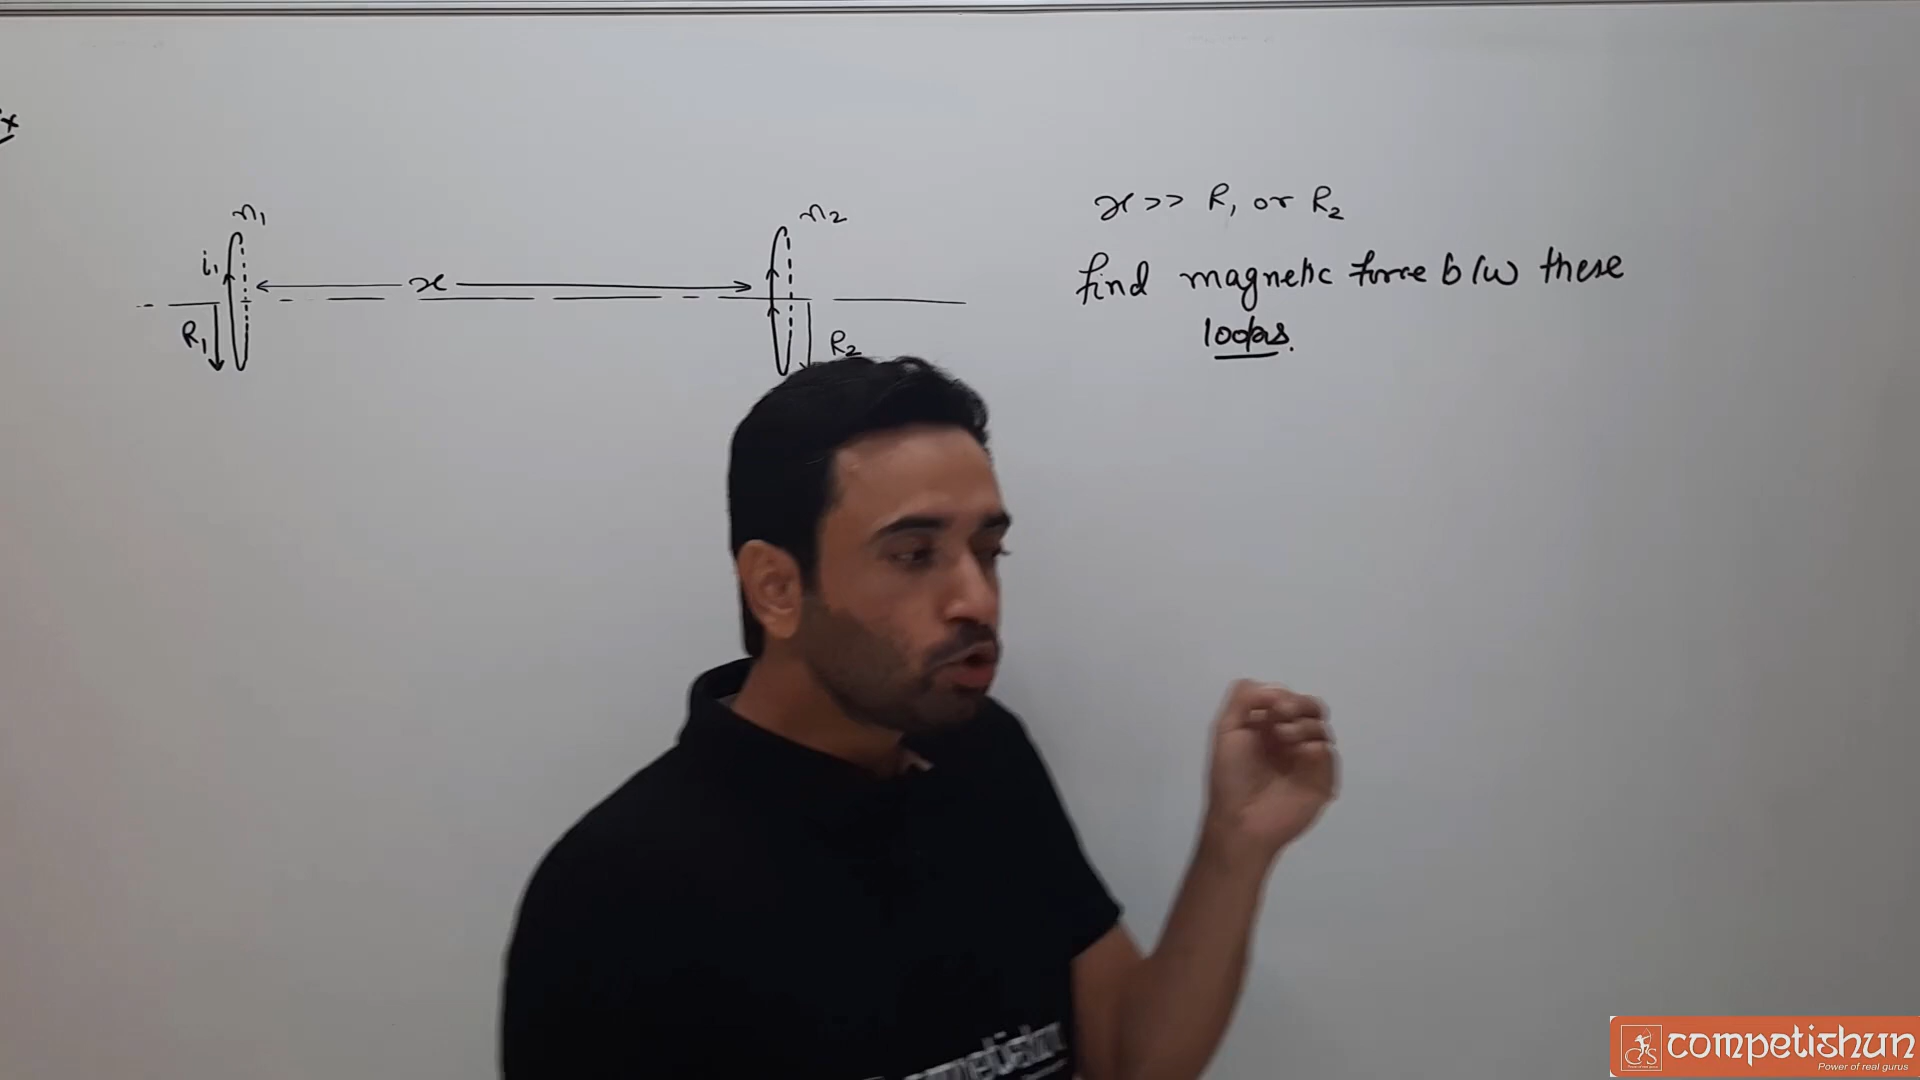 n₁
n₂
i₁
x
R₁
R₂
x >> R₁ or R₂
find magnetic force b/w these
loops.
competishun
Power of real gurus